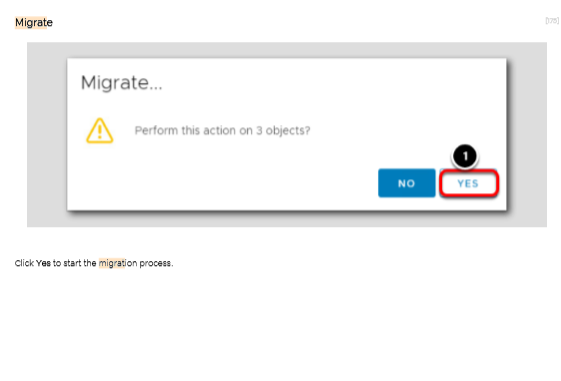 Migrate
[175]
Migrate...
Perform this action on 3 objects?
1
NO
YES
Click Yes to start the migration process.